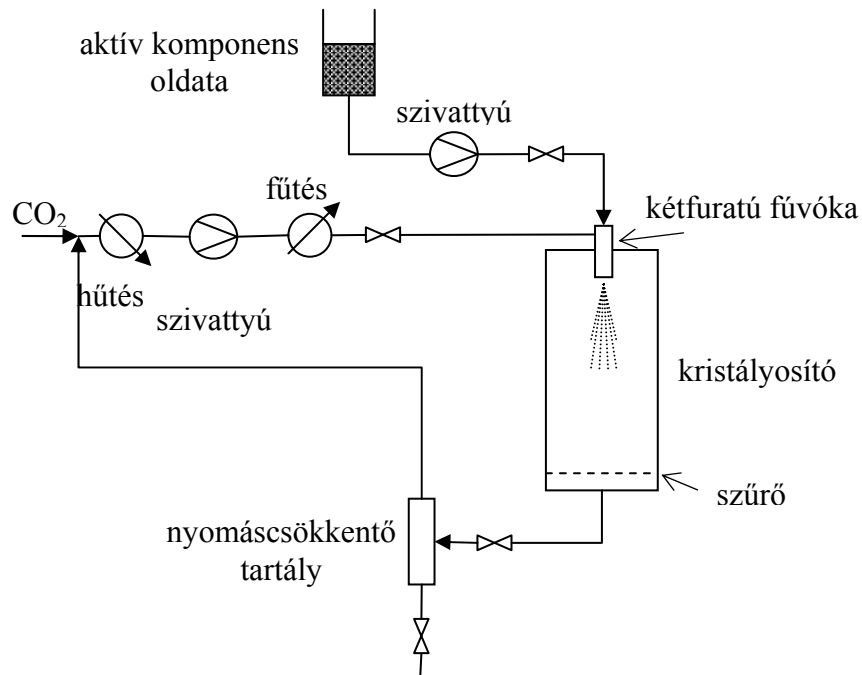 aktív komponens
oldata
szivattyú
fűtés
CO₂
kétfuratú fúvóka
hűtés
szivattyú
kristályosító
szűrő
nyomáscsökkentő
tartály